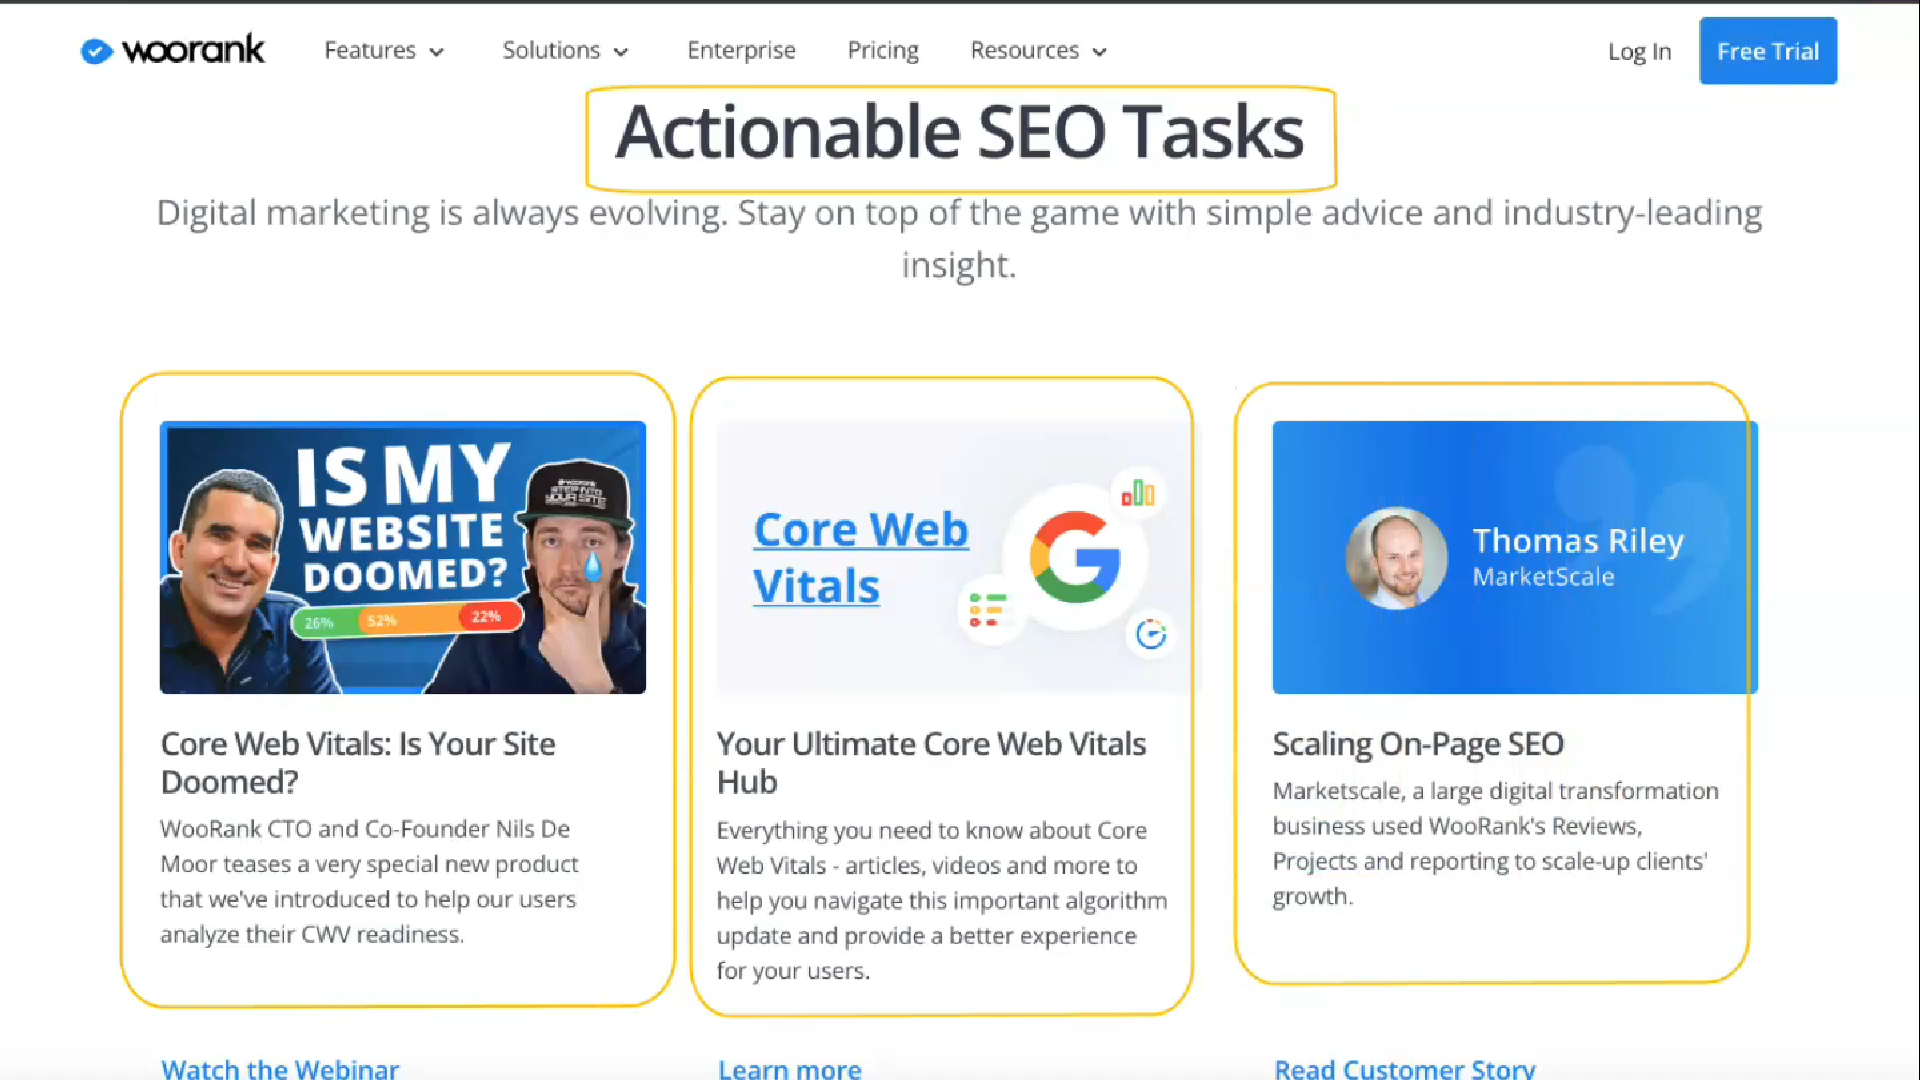 woorank
Features
Solutions
Enterprise
Pricing
Resources
Log In
Free Trial
Actionable SEO Tasks
Digital marketing is always evolving. Stay on top of the game with simple advice and industry-leading
insight.
IS MY
WEBSITE
DOOMED?
26%
52%
22%
woorank
STEP INTO
YOUR SITE
Core Web Vitals: Is Your Site
Doomed?
WooRank CTO and Co-Founder Nils De
Moor teases a very special new product
that we've introduced to help our users
analyze their CWV readiness.
Watch the Webinar
Core Web
Vitals
Your Ultimate Core Web Vitals
Hub
Everything you need to know about Core
Web Vitals - articles, videos and more to
help you navigate this important algorithm
update and provide a better experience
for your users.
Learn more
Thomas Riley
MarketScale
Scaling On-Page SEO
Marketscale, a large digital transformation
business used WooRank's Reviews,
Projects and reporting to scale-up clients'
growth.
Read Customer Story